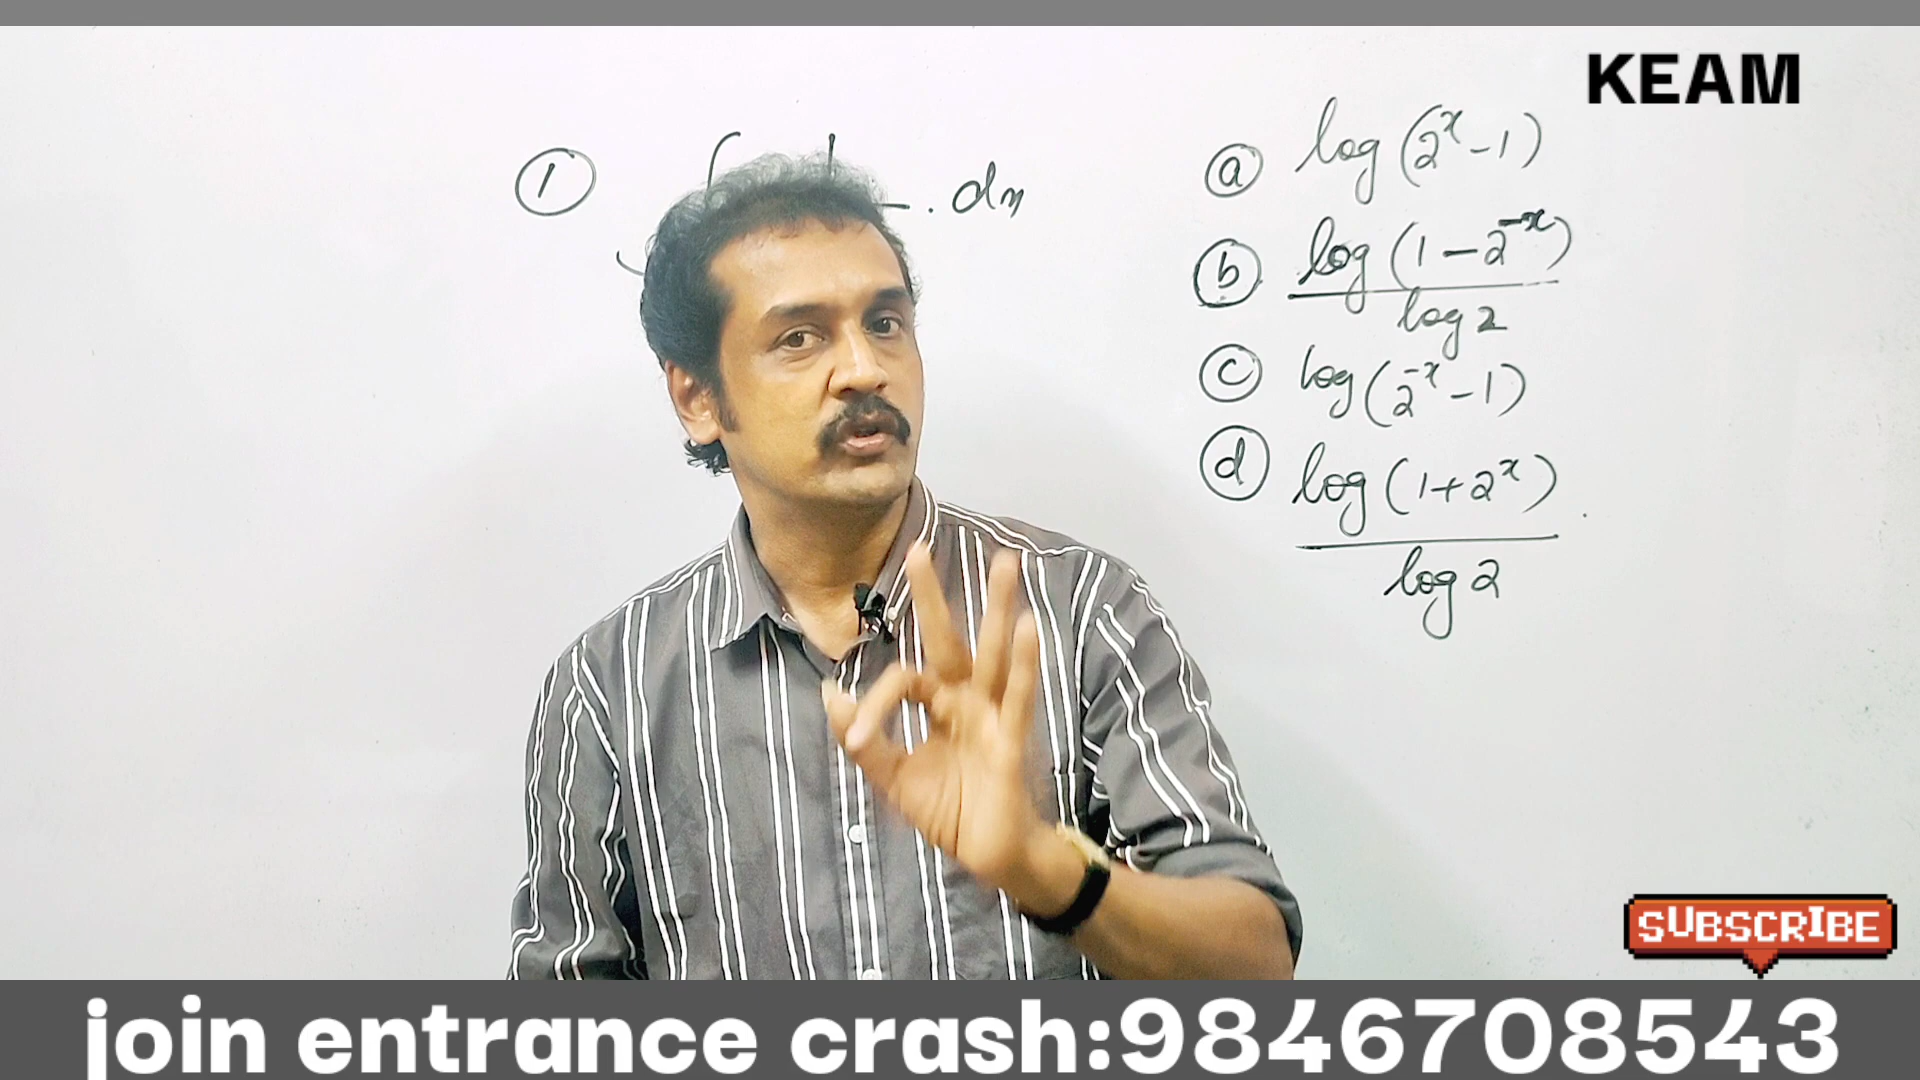 KEAM
① ∫ 1 . dx
ⓐ log (2^x - 1)
ⓑ log (1 - 2^-x)
log 2
ⓒ log (2^-x - 1)
ⓓ log (1 + 2^x)
log 2
SUBSCRIBE
join entrance crash:9846708543